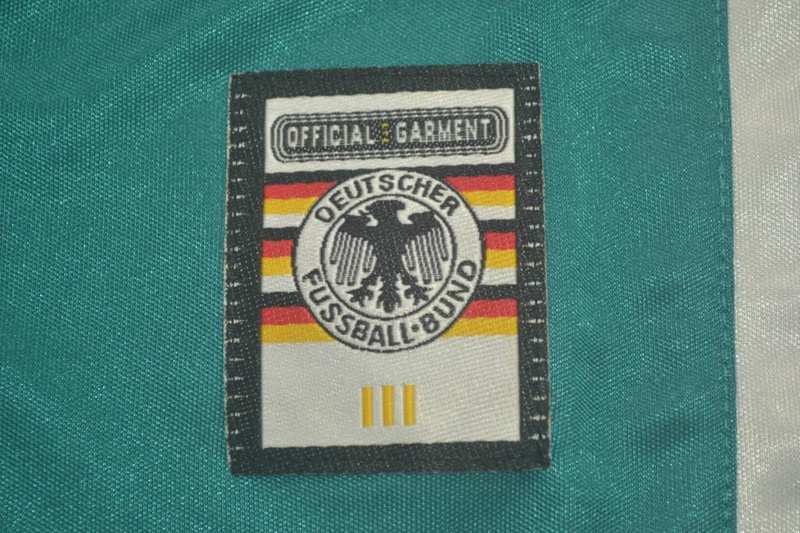 OFFICIAL GARMENT
DEUTSCHER
FUSSBALL-BUND